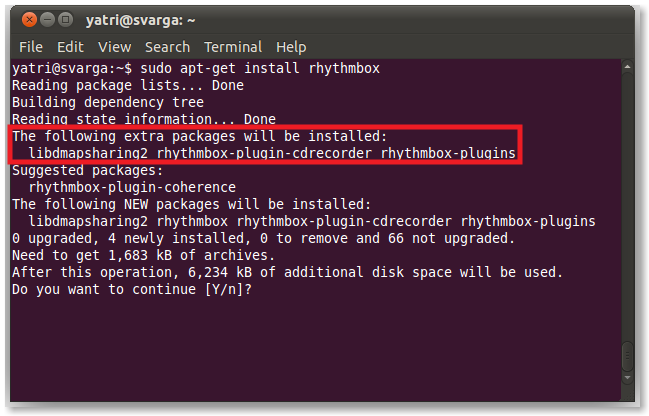 yatri@svarga: ~
File Edit View Search Terminal Help
yatri@svarga:~$ sudo apt-get install rhythmbox
Reading package lists... Done
Building dependency tree
Reading state information... Done
The following extra packages will be installed:
  libdmapsharing2 rhythmbox-plugin-cdrecorder rhythmbox-plugins
Suggested packages:
  rhythmbox-plugin-coherence
The following NEW packages will be installed:
  libdmapsharing2 rhythmbox rhythmbox-plugin-cdrecorder rhythmbox-plugins
0 upgraded, 4 newly installed, 0 to remove and 66 not upgraded.
Need to get 1,683 kB of archives.
After this operation, 6,234 kB of additional disk space will be used.
Do you want to continue [Y/n]?